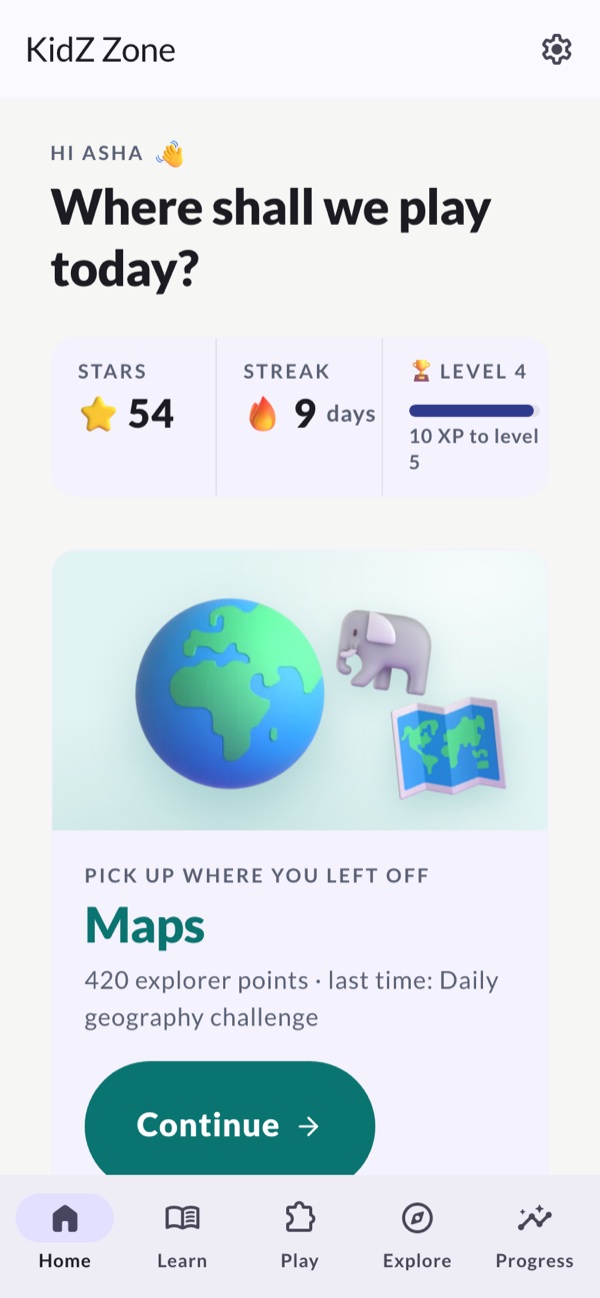 KidZ Zone
HI ASHA 👋
Where shall we play
today?
STARS
⭐ 54
STREAK
🔥 9 days
🏆 LEVEL 4
10 XP to level
5
PICK UP WHERE YOU LEFT OFF
Maps
420 explorer points · last time: Daily
geography challenge
Continue →
Home
Learn
Play
Explore
Progress